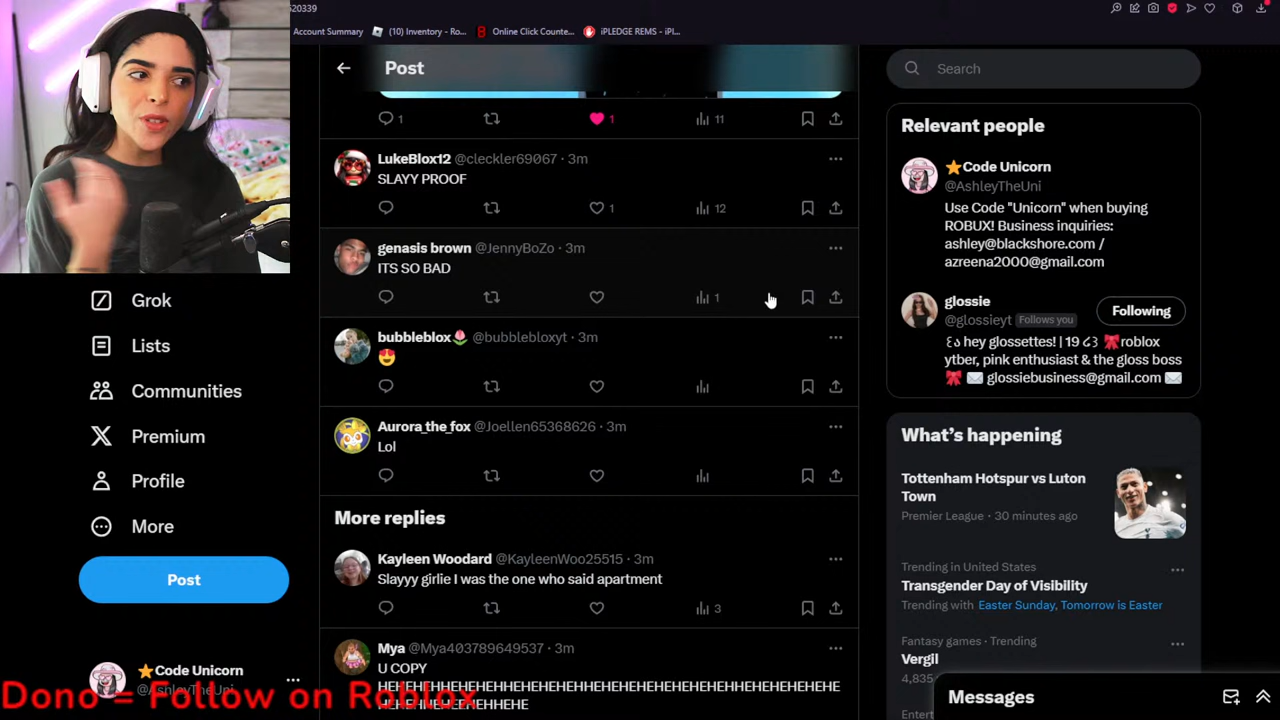 520339
Account Summary
(10) Inventory - Ro...
Online Click Counte...
iPLEDGE REMS - iPl...
Post
Search
1
1
11
LukeBlox12 @cleckler69067 · 3m
SLAYY PROOF
1
12
genasis brown @JennyBoZo · 3m
ITS SO BAD
1
bubbleblox🌷 @bubblebloxyt · 3m
😍
Aurora_the_fox @Joellen65368626 · 3m
Lol
More replies
Kayleen Woodard @KayleenWoo25515 · 3m
Slayyy girlie I was the one who said apartment
3
Mya @Mya403789649537 · 3m
U COPY
Grok
Lists
Communities
Premium
Profile
More
Post
⭐Code Unicorn
Dono = Follow on Roblox
Relevant people
⭐Code Unicorn
@AshleyTheUni
Use Code "Unicorn" when buying
ROBUX! Business inquiries:
ashley@blackshore.com /
azreena2000@gmail.com
glossie
@glossieyt Follows you
Following
꒰ა hey glossettes! | 19 ໒꒱ 🎀roblox
ytber, pink enthusiast & the gloss boss
🎀 ✉️ glossiebusiness@gmail.com ✉️
What's happening
Tottenham Hotspur vs Luton
Town
Premier League · 30 minutes ago
Trending in United States
Transgender Day of Visibility
Trending with Easter Sunday, Tomorrow is Easter
Fantasy games · Trending
Vergil
4,835
Messages